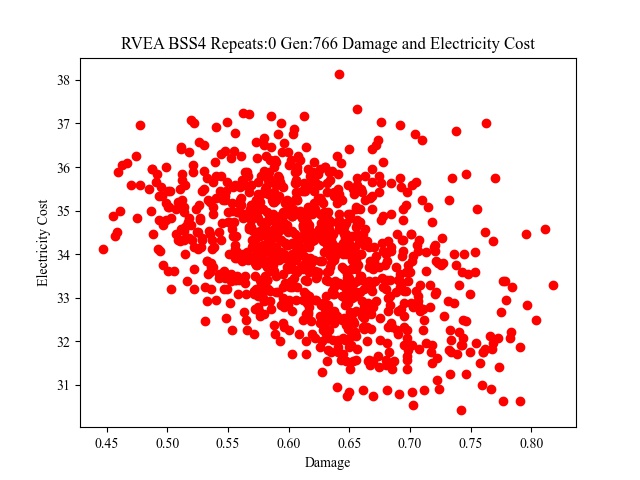 RVEA BSS4 Repeats:0 Gen:766 Damage and Electricity Cost
38
37
36
35
34
33
32
31
Electricity Cost
0.45 0.50 0.55 0.60 0.65 0.70 0.75 0.80
Damage